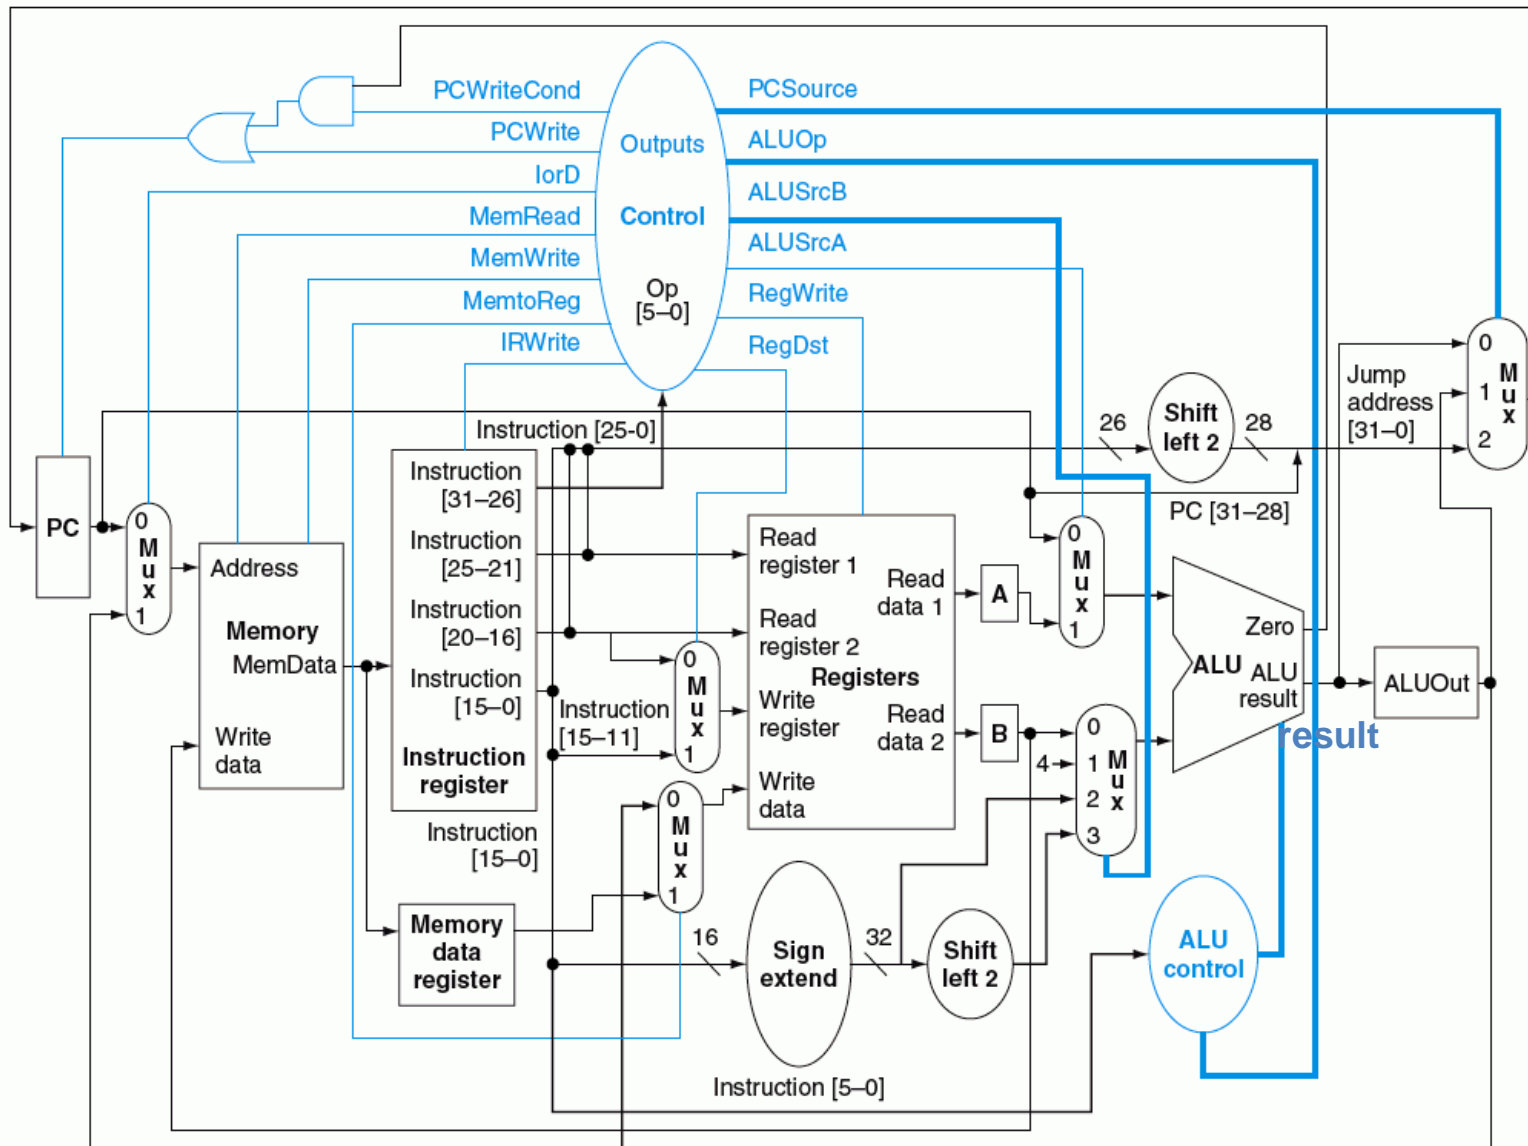 PCWriteCond
PCWrite
IorD
MemRead
MemWrite
MemtoReg
IRWrite
Outputs
Control
Op
[5–0]
PCSource
ALUOp
ALUSrcB
ALUSrcA
RegWrite
RegDst
Instruction [25-0]
26
Shift
left 2
28
Jump
address
[31–0]
0
1
2
M
u
x
PC [31–28]
PC
0
M
u
x
1
Address
Memory
MemData
Write
data
Instruction
[31–26]
Instruction
[25–21]
Instruction
[20–16]
Instruction
[15–0]
Instruction
register
Instruction
[15–0]
Instruction
[15–11]
0
M
u
x
1
0
M
u
x
1
Memory
data
register
Read
register 1
Read
register 2
Registers
Write
register
Write
data
Read
data 1
Read
data 2
A
B
0
M
u
x
1
4
0
1
2
3
M
u
x
Zero
ALU
ALU
result
result
ALUOut
16
Sign
extend
32
Shift
left 2
ALU
control
Instruction [5–0]